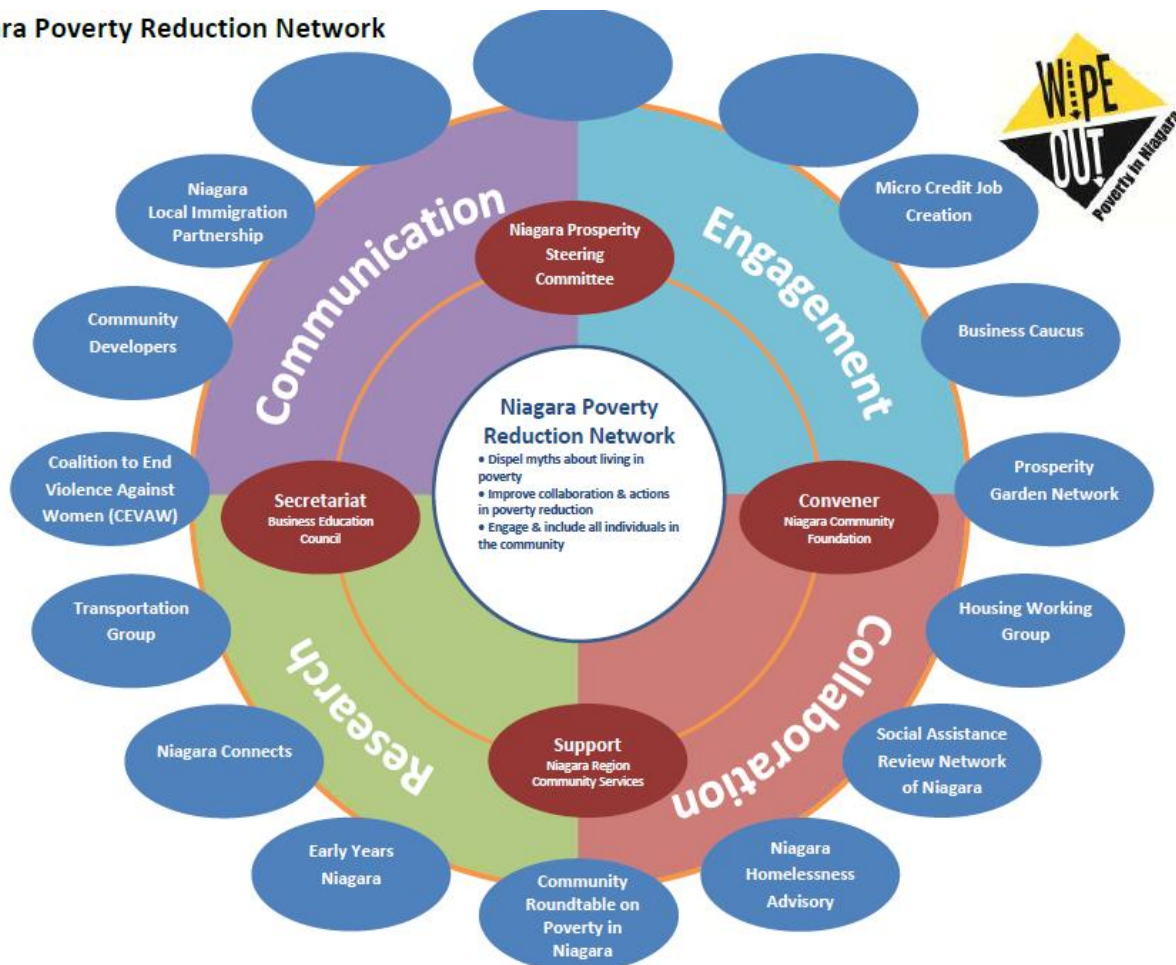 ara Poverty Reduction Network
WiPE
OUT
Poverty in Niagara
Niagara
Local Immigration
Partnership
Micro Credit Job
Creation
Communication
Engagement
Niagara Prosperity
Steering
Committee
Community
Developers
Business Caucus
Niagara Poverty
Reduction Network
• Dispel myths about living in
poverty
• Improve collaboration & actions
in poverty reduction
• Engage & include all individuals in
the community
Coalition to End
Violence Against
Women (CEVAW)
Secretariat
Business Education
Council
Convener
Niagara Community
Foundation
Prosperity
Garden Network
Transportation
Group
Housing Working
Group
Research
Collaboration
Niagara Connects
Support
Niagara Region
Community Services
Social Assistance
Review Network
of Niagara
Early Years
Niagara
Community
Roundtable on
Poverty in
Niagara
Niagara
Homelessness
Advisory